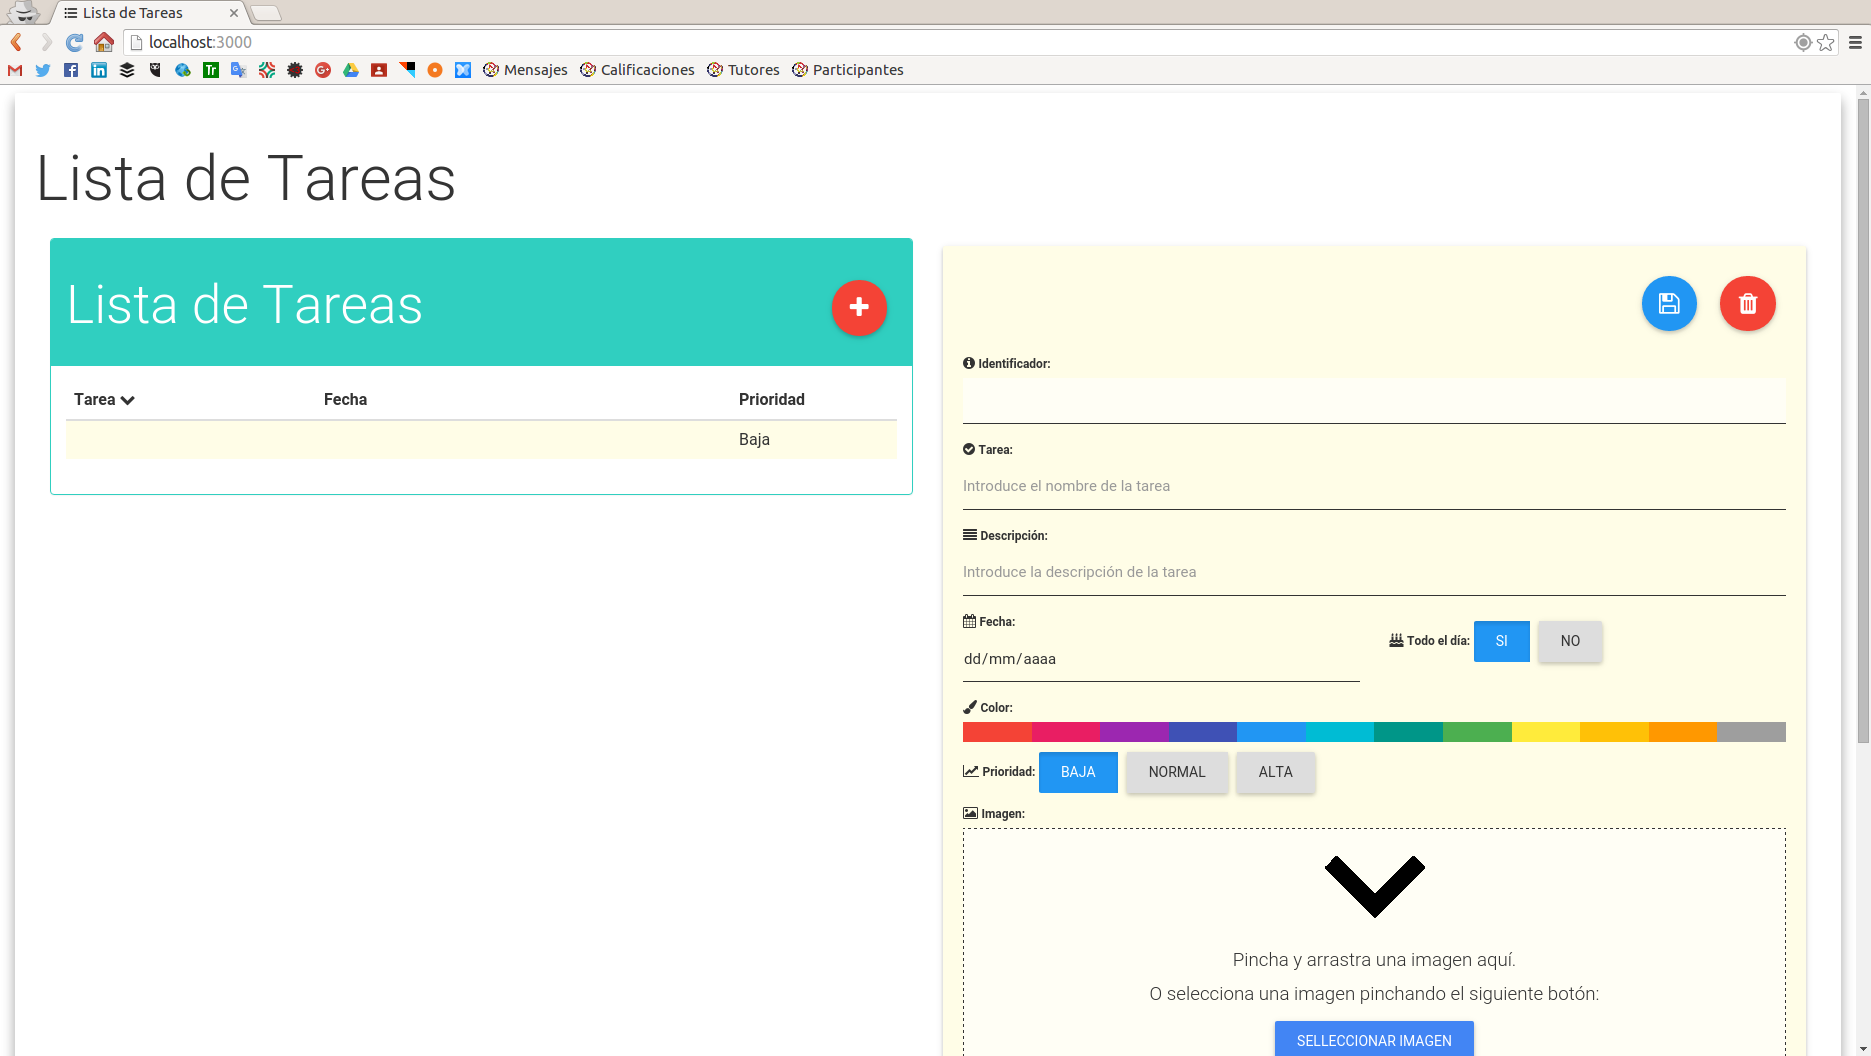 Lista de Tareas
localhost:3000
Tr
Mensajes Calificaciones Tutores Participantes
Lista de Tareas
Lista de Tareas
Tarea Fecha Prioridad
Baja
Identificador:
Tarea:
Introduce el nombre de la tarea
Descripción:
Introduce la descripción de la tarea
Fecha:
dd/mm/aaaa
Todo el día: SI NO
Color:
Prioridad: BAJA NORMAL ALTA
Imagen:
Pincha y arrastra una imagen aquí.
O selecciona una imagen pinchando el siguiente botón:
SELLECCIONAR IMAGEN